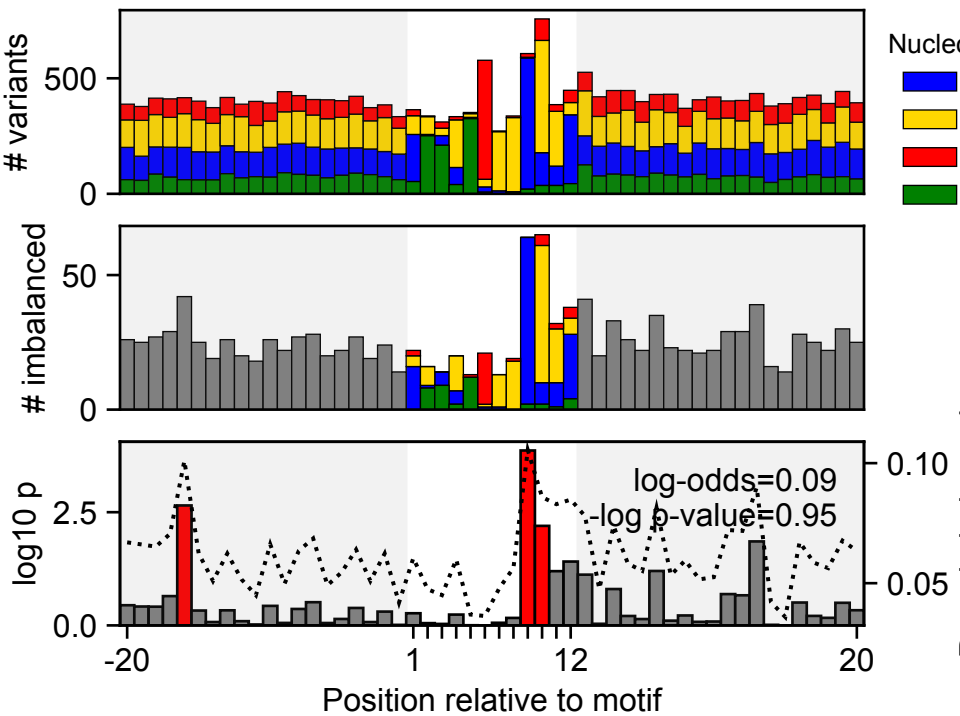 # variants
500
0
Nucleo
# imbalanced
50
0
log10 p
2.5
0.0
log-odds=0.09
-log p-value=0.95
0.10
0.05
-20
1
12
20
Position relative to motif